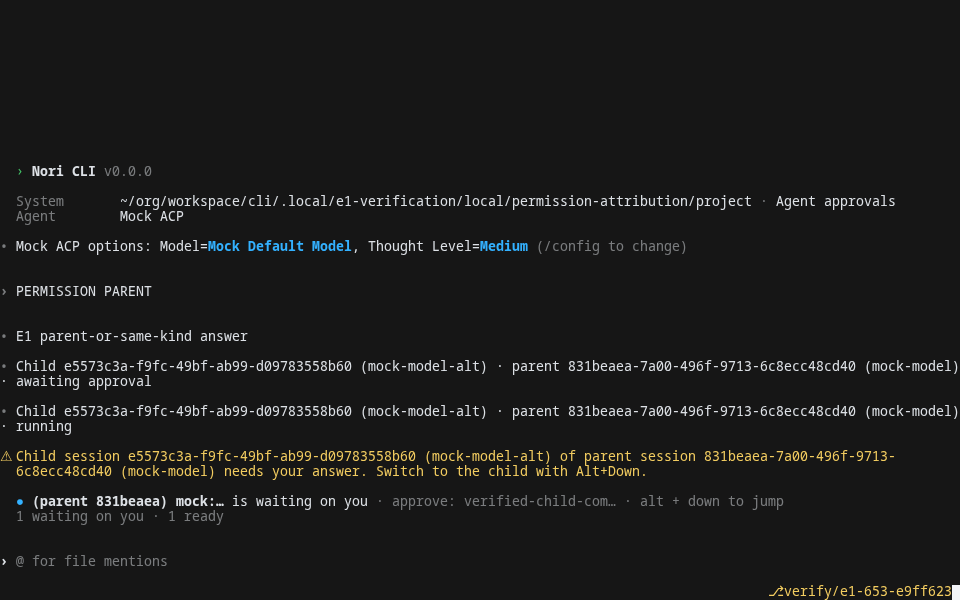 › Nori CLI v0.0.0
System ~/org/workspace/cli/.local/e1-verification/local/permission-attribution/project · Agent approvals
Agent Mock ACP
• Mock ACP options: Model=Mock Default Model, Thought Level=Medium (/config to change)
› PERMISSION PARENT
• E1 parent-or-same-kind answer
• Child e5573c3a-f9fc-49bf-ab99-d09783558b60 (mock-model-alt) · parent 831beaea-7a00-496f-9713-6c8ecc48cd40 (mock-model)
· awaiting approval
• Child e5573c3a-f9fc-49bf-ab99-d09783558b60 (mock-model-alt) · parent 831beaea-7a00-496f-9713-6c8ecc48cd40 (mock-model)
· running
⚠ Child session e5573c3a-f9fc-49bf-ab99-d09783558b60 (mock-model-alt) of parent session 831beaea-7a00-496f-9713-
6c8ecc48cd40 (mock-model) needs your answer. Switch to the child with Alt+Down.
● (parent 831beaea) mock:… is waiting on you · approve: verified-child-com… · alt + down to jump
1 waiting on you · 1 ready
› @ for file mentions
⎇verify/e1-653-e9ff623